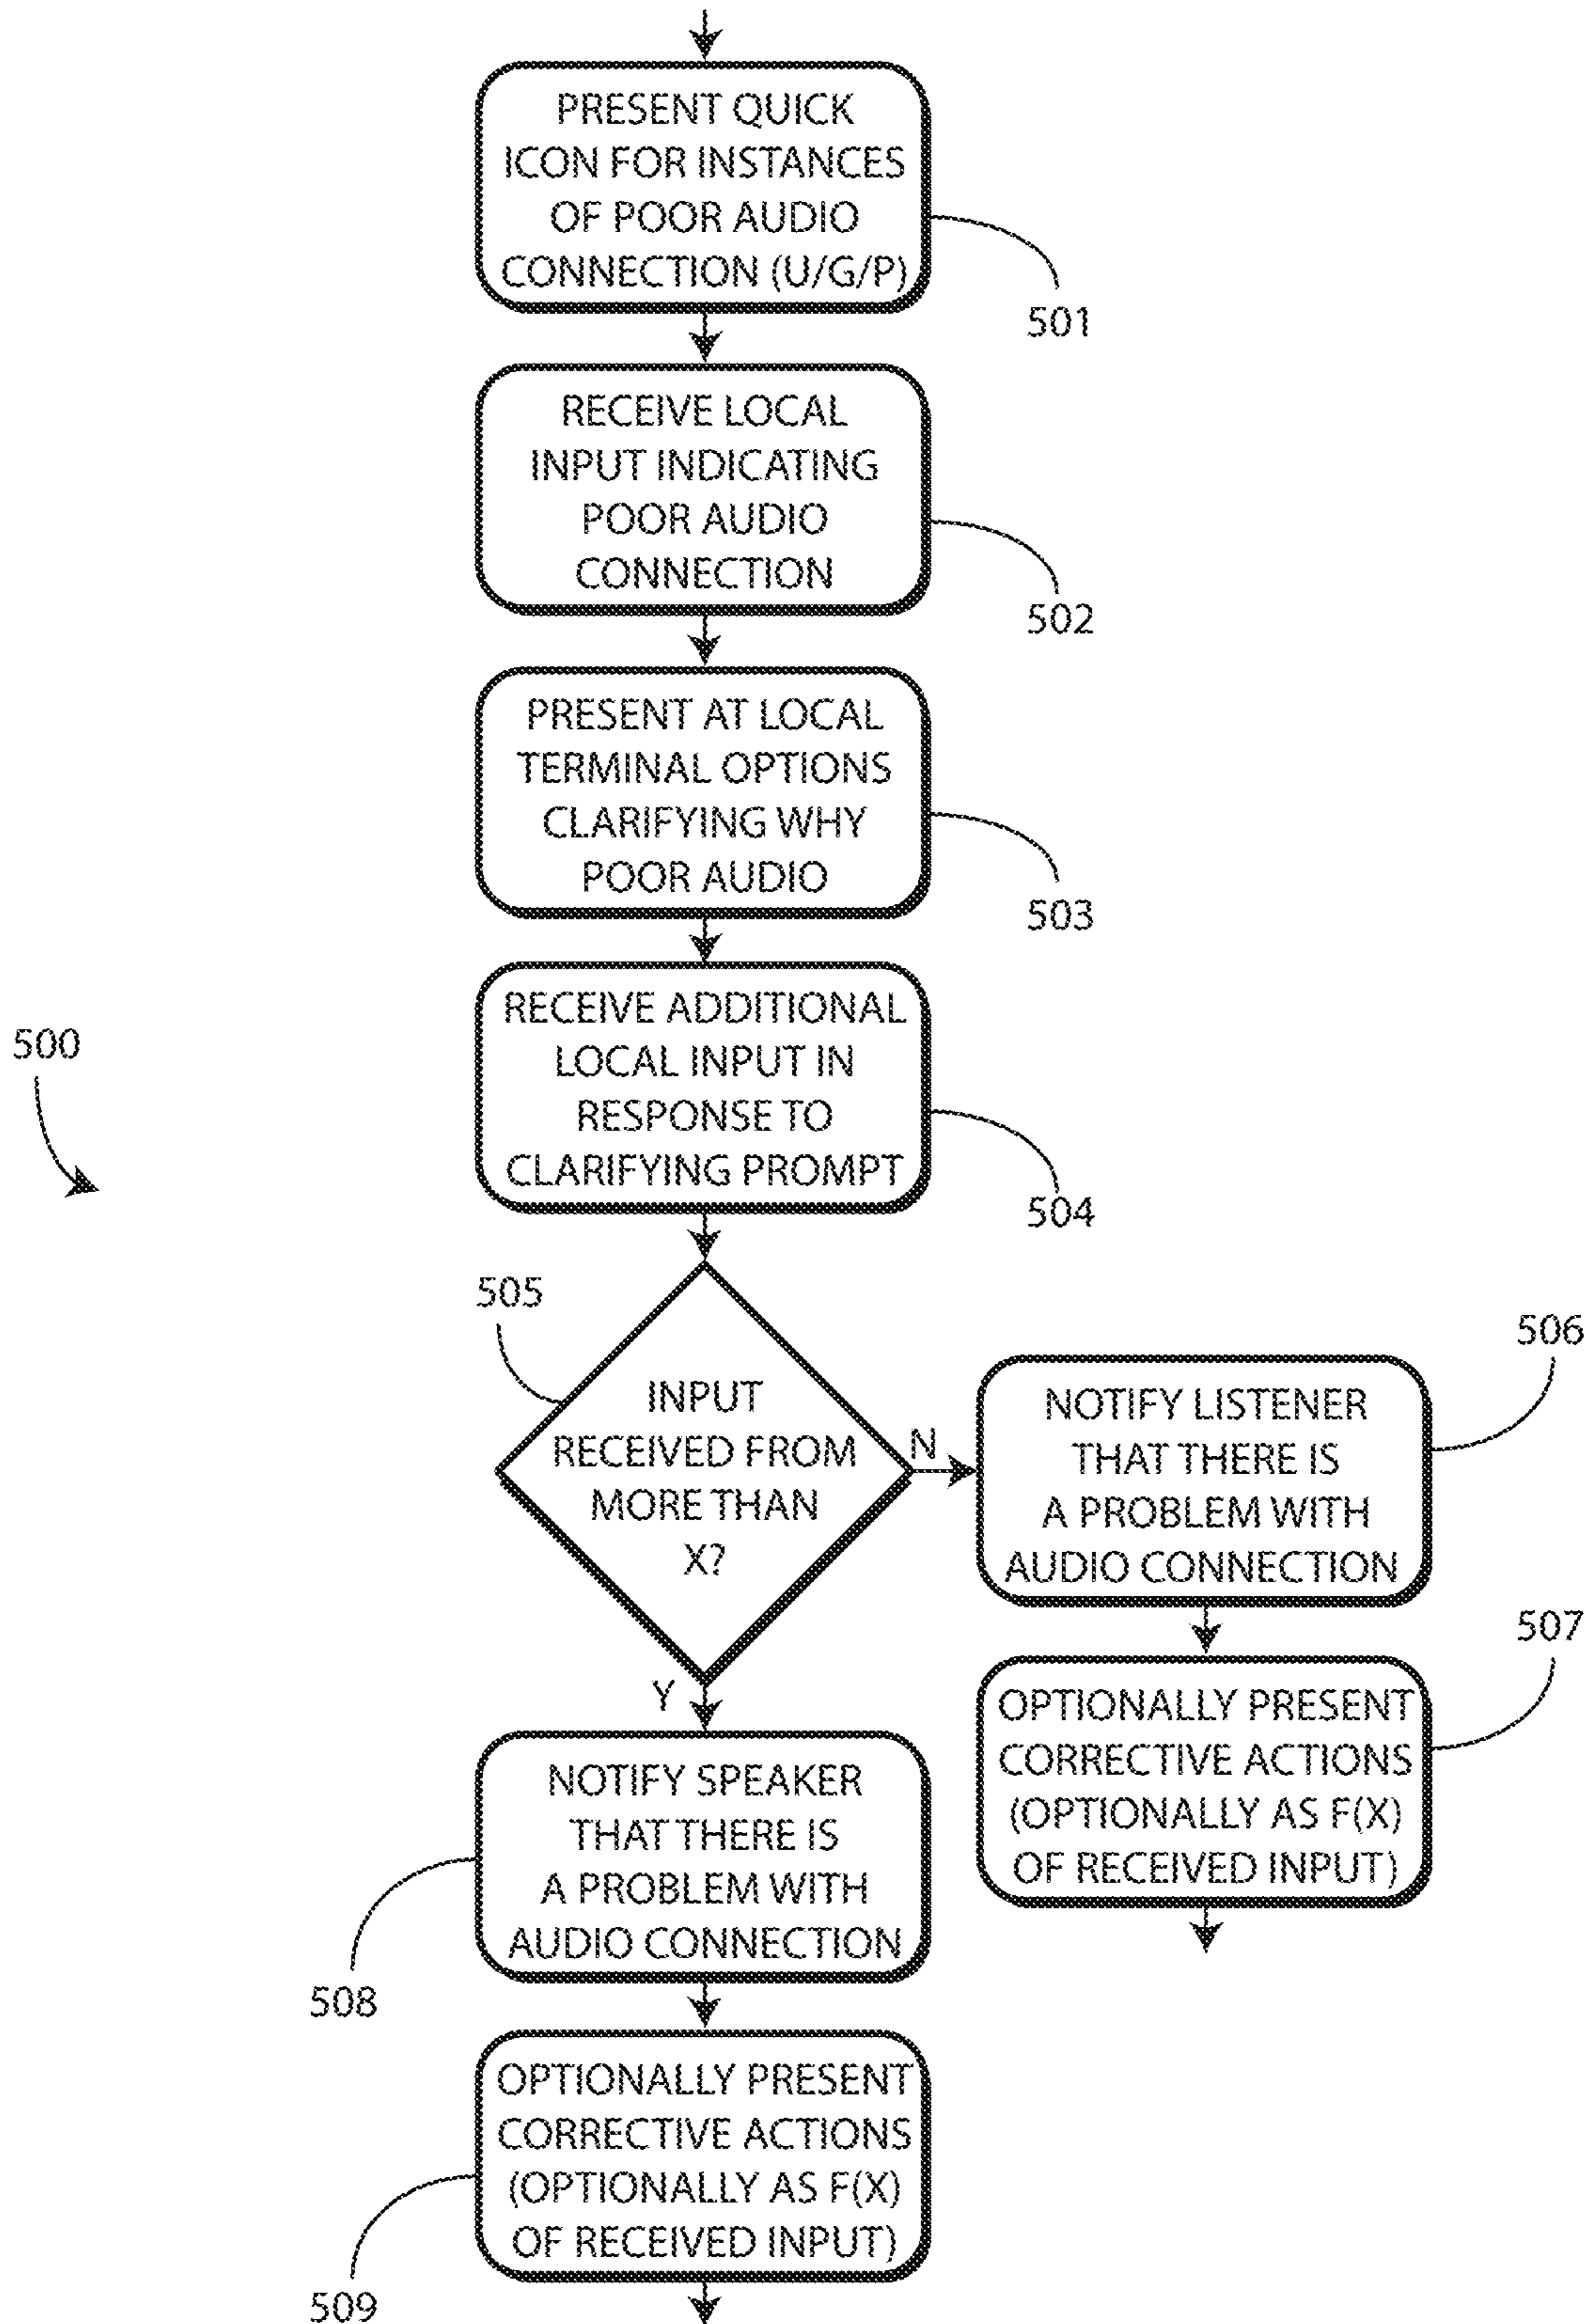 PRESENT QUICK
ICON FOR INSTANCES
OF POOR AUDIO
CONNECTION (U/G/P)
501
RECEIVE LOCAL
INPUT INDICATING
POOR AUDIO
CONNECTION
502
PRESENT AT LOCAL
TERMINAL OPTIONS
CLARIFYING WHY
POOR AUDIO
503
RECEIVE ADDITIONAL
LOCAL INPUT IN
RESPONSE TO
CLARIFYING PROMPT
504
500
505
INPUT
RECEIVED FROM
MORE THAN
X?
N
506
NOTIFY LISTENER
THAT THERE IS
A PROBLEM WITH
AUDIO CONNECTION
507
OPTIONALLY PRESENT
CORRECTIVE ACTIONS
(OPTIONALLY AS F(X)
OF RECEIVED INPUT)
Y
NOTIFY SPEAKER
THAT THERE IS
A PROBLEM WITH
AUDIO CONNECTION
508
OPTIONALLY PRESENT
CORRECTIVE ACTIONS
(OPTIONALLY AS F(X)
OF RECEIVED INPUT)
509